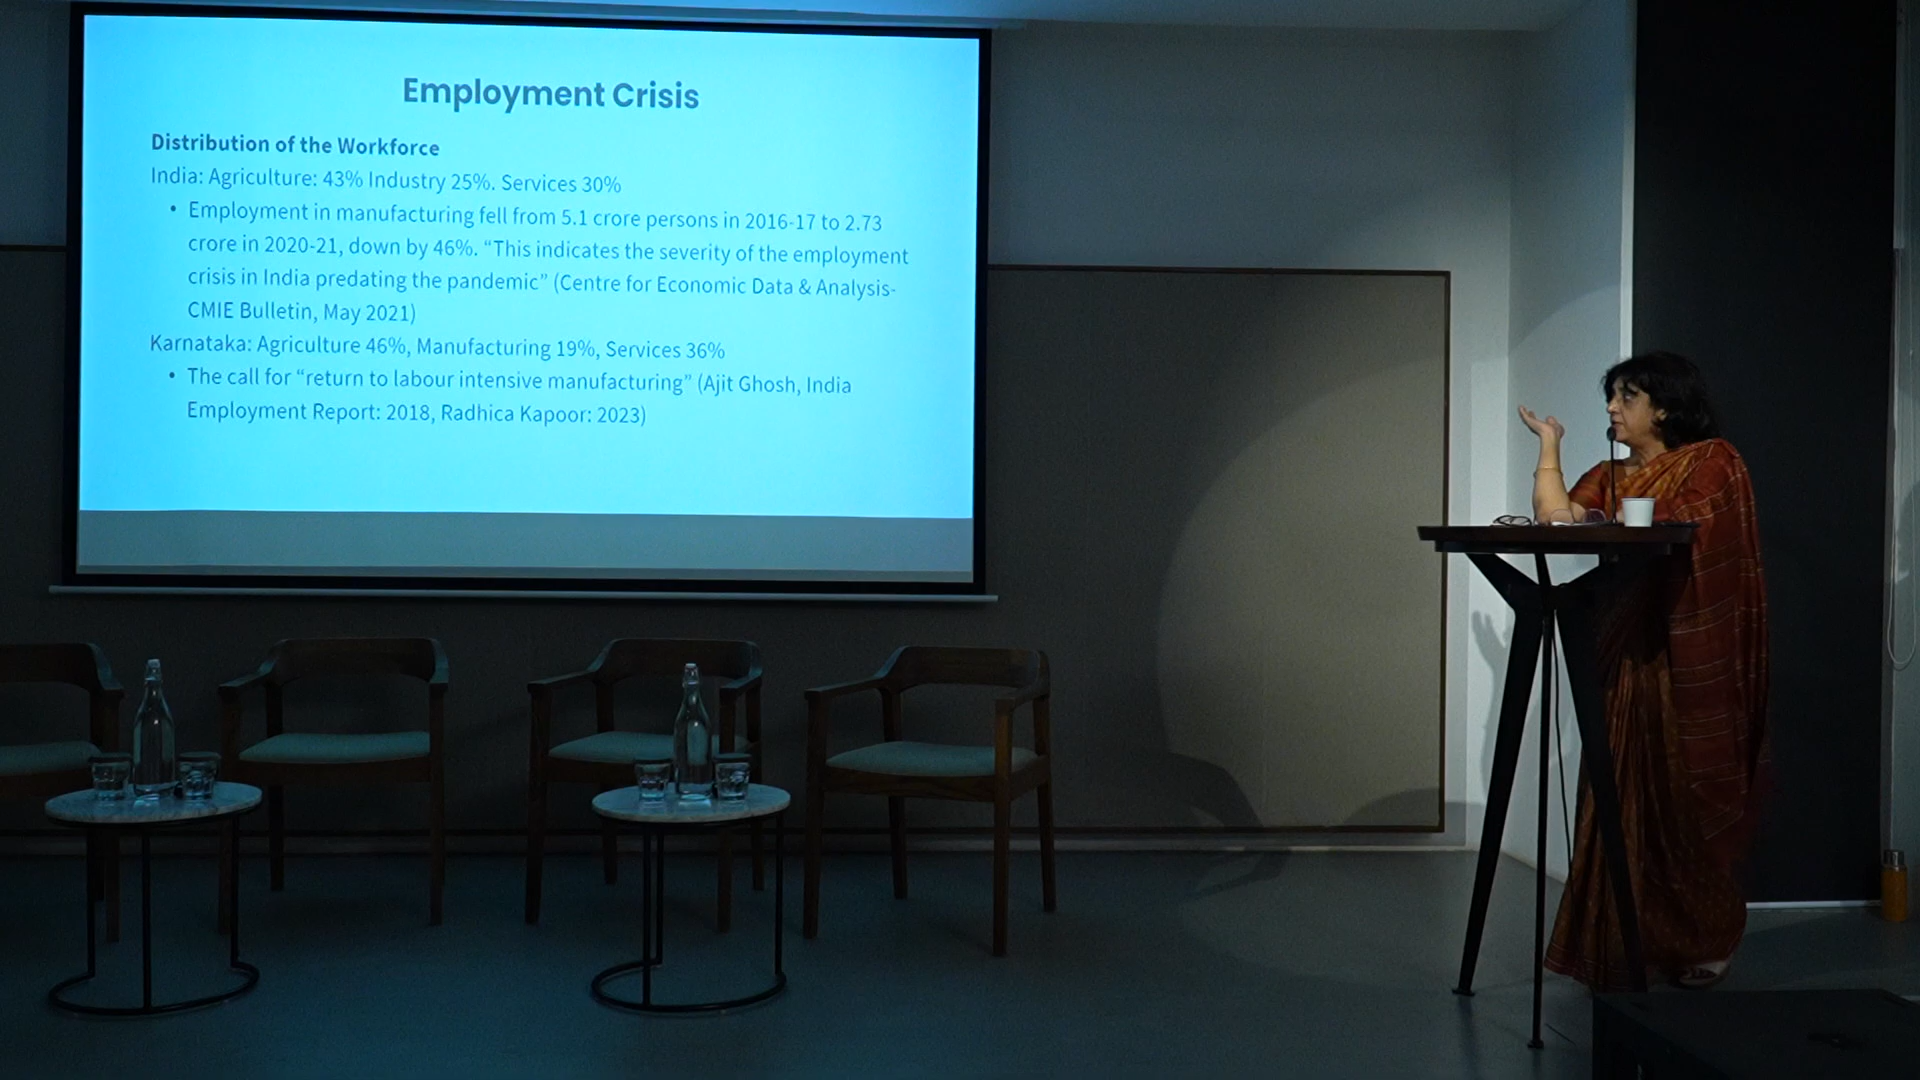 Employment Crisis
Distribution of the Workforce
India: Agriculture: 43% Industry 25%. Services 30%
• Employment in manufacturing fell from 5.1 crore persons in 2016-17 to 2.73
crore in 2020-21, down by 46%. “This indicates the severity of the employment
crisis in India predating the pandemic” (Centre for Economic Data & Analysis-
CMIE Bulletin, May 2021)
Karnataka: Agriculture 46%, Manufacturing 19%, Services 36%
• The call for “return to labour intensive manufacturing” (Ajit Ghosh, India
Employment Report: 2018, Radhica Kapoor: 2023)